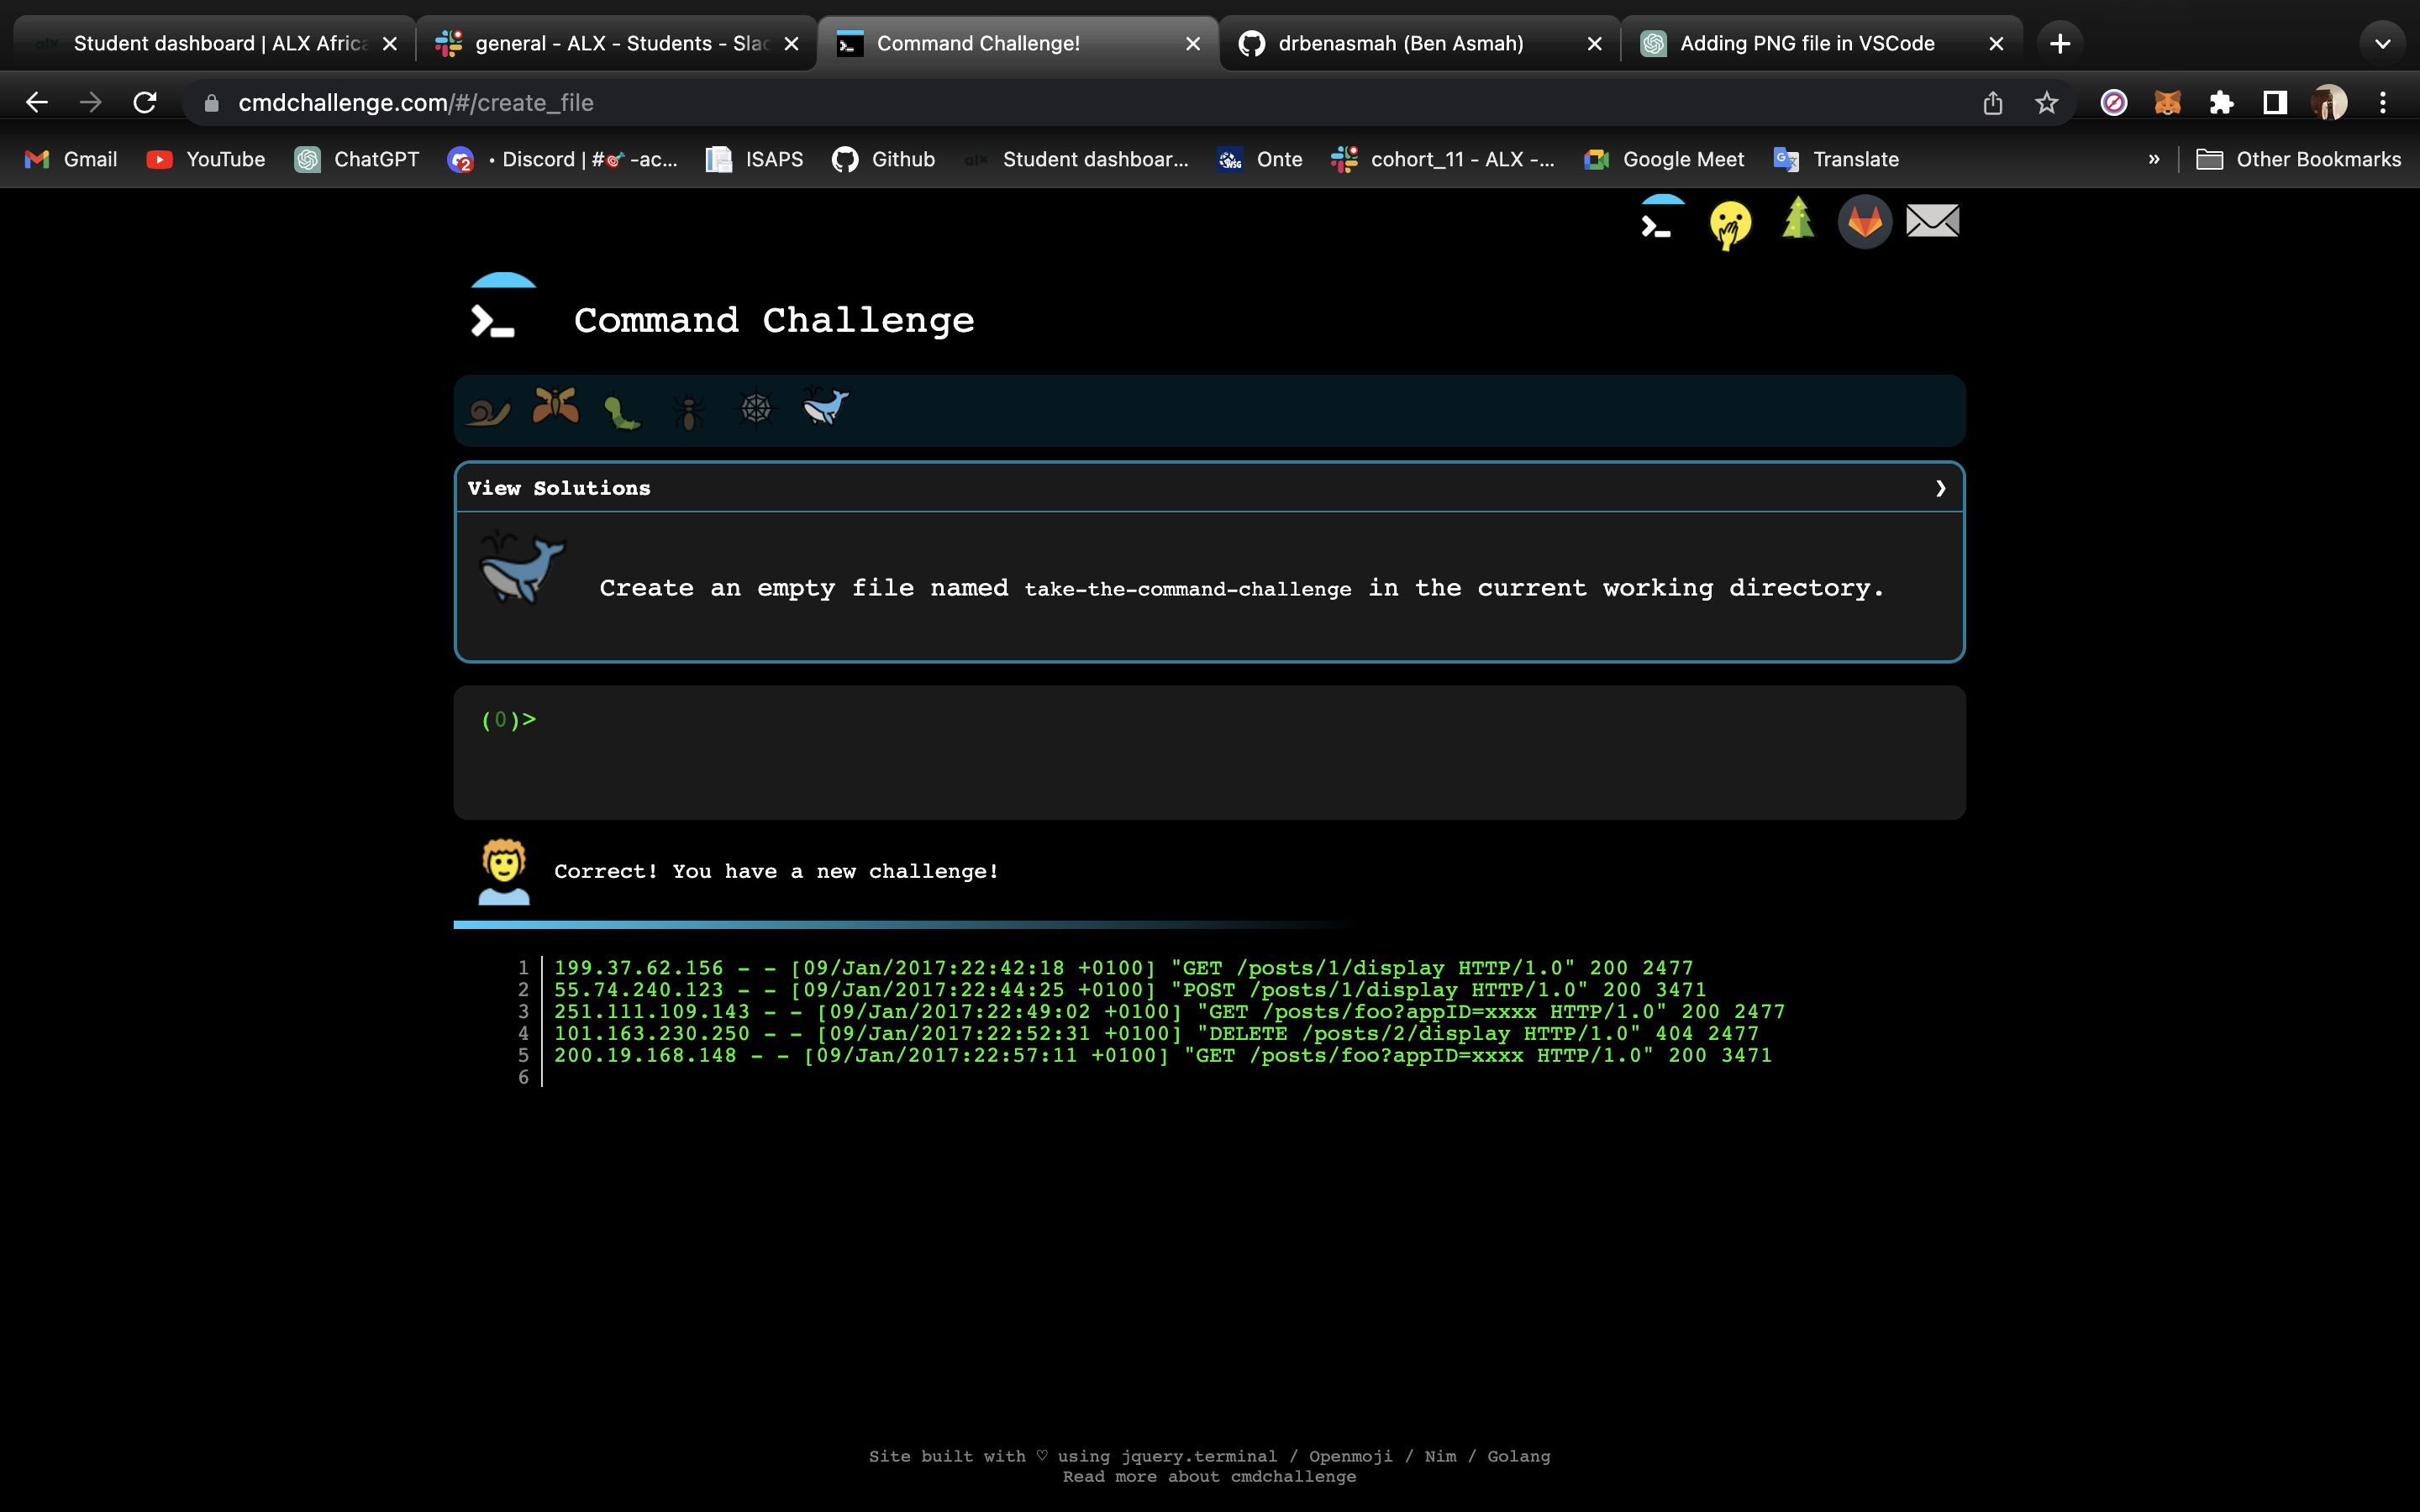 Student dashboard | ALX Africa
general - ALX - Students - Slac
Command Challenge!
drbenasmah (Ben Asmah)
Adding PNG file in VSCode
cmdchallenge.com/#/create_file
Gmail
YouTube
ChatGPT
2
• Discord | #🎯-ac...
ISAPS
Github
alx
Student dashboar...
Onte
cohort_11 - ALX -...
Google Meet
Translate
»
Other Bookmarks
Command Challenge
View Solutions
Create an empty file named take-the-command-challenge in the current working directory.
(0)>
Correct! You have a new challenge!
1 199.37.62.156 - - [09/Jan/2017:22:42:18 +0100] "GET /posts/1/display HTTP/1.0" 200 2477
2 55.74.240.123 - - [09/Jan/2017:22:44:25 +0100] "POST /posts/1/display HTTP/1.0" 200 3471
3 251.111.109.143 - - [09/Jan/2017:22:49:02 +0100] "GET /posts/foo?appID=xxxx HTTP/1.0" 200 2477
4 101.163.230.250 - - [09/Jan/2017:22:52:31 +0100] "DELETE /posts/2/display HTTP/1.0" 404 2477
5 200.19.168.148 - - [09/Jan/2017:22:57:11 +0100] "GET /posts/foo?appID=xxxx HTTP/1.0" 200 3471
6
Site built with ♡ using jquery.terminal / Openmoji / Nim / Golang
Read more about cmdchallenge